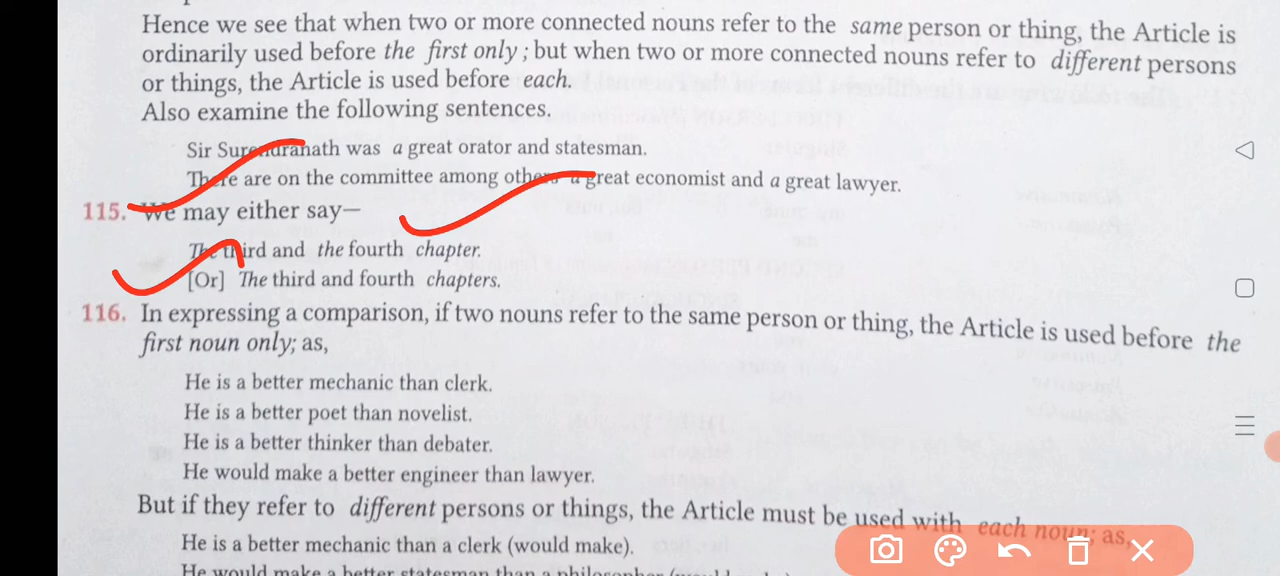 Hence we see that when two or more connected nouns refer to the same person or thing, the Article is
ordinarily used before the first only; but when two or more connected nouns refer to different persons
or things, the Article is used before each.
Also examine the following sentences.
Sir Surendranath was a great orator and statesman.
There are on the committee among others a great economist and a great lawyer.
115. We may either say—
The third and the fourth chapter.
[Or] The third and fourth chapters.
116. In expressing a comparison, if two nouns refer to the same person or thing, the Article is used before the
first noun only; as,
He is a better mechanic than clerk.
He is a better poet than novelist.
He is a better thinker than debater.
He would make a better engineer than lawyer.
But if they refer to different persons or things, the Article must be used with each noun; as,
He is a better mechanic than a clerk (would make).
He would make a better statesman than a philosopher